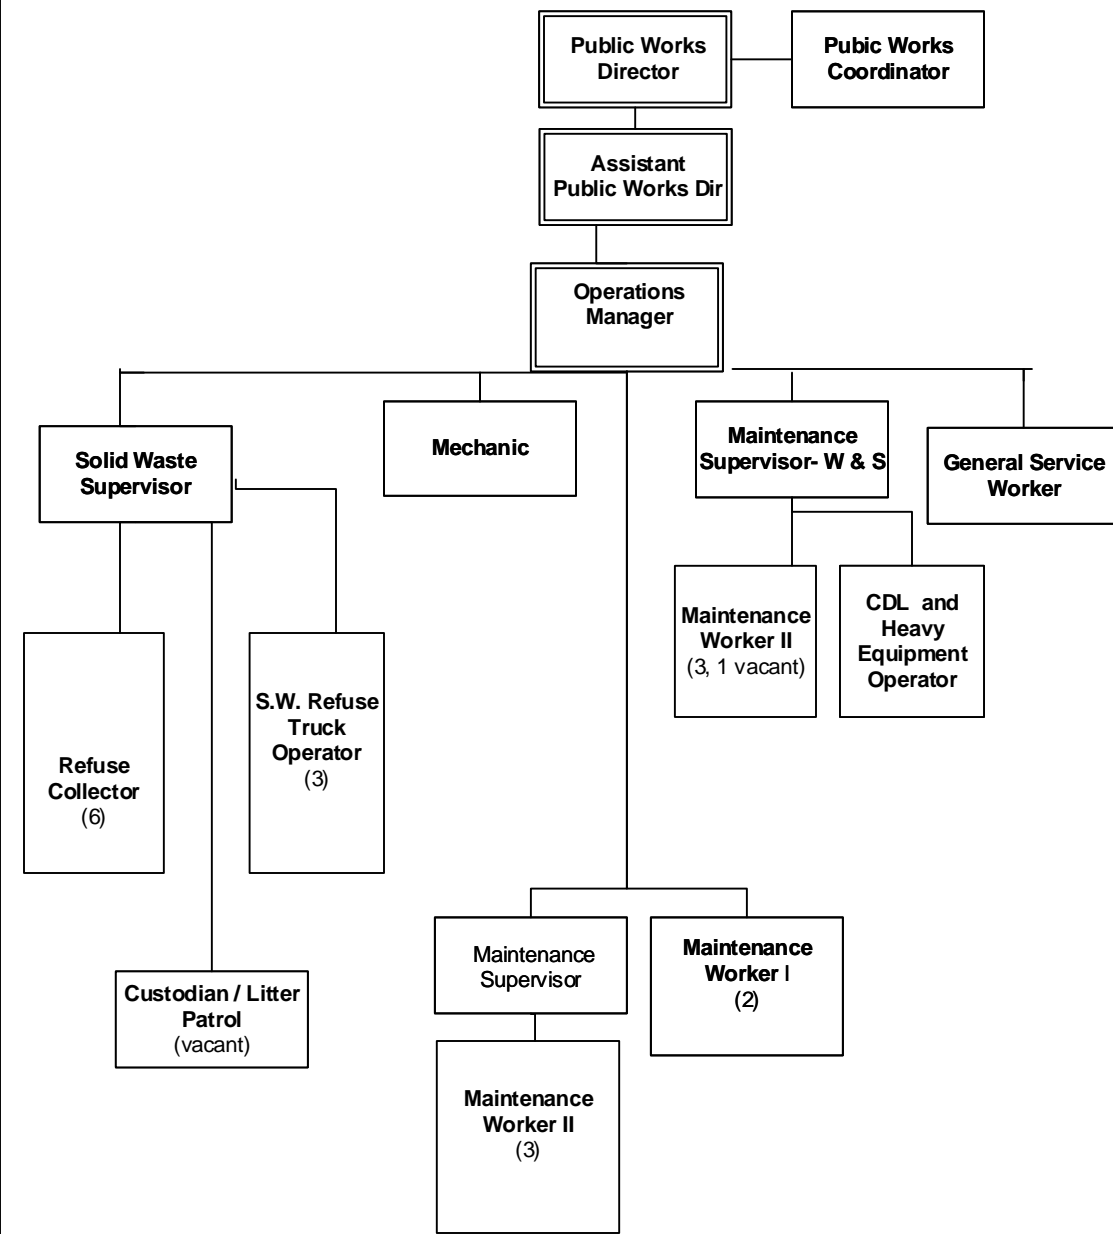 Public Works
Director
Pubic Works
Coordinator
Assistant
Public Works Dir
Operations
Manager
Solid Waste
Supervisor
Mechanic
Maintenance
Supervisor- W & S
General Service
Worker
Maintenance
Worker II
(3, 1 vacant)
CDL and
Heavy
Equipment
Operator
Refuse
Collector
(6)
S.W. Refuse
Truck
Operator
(3)
Custodian / Litter
Patrol
(vacant)
Maintenance
Supervisor
Maintenance
Worker I
(2)
Maintenance
Worker II
(3)